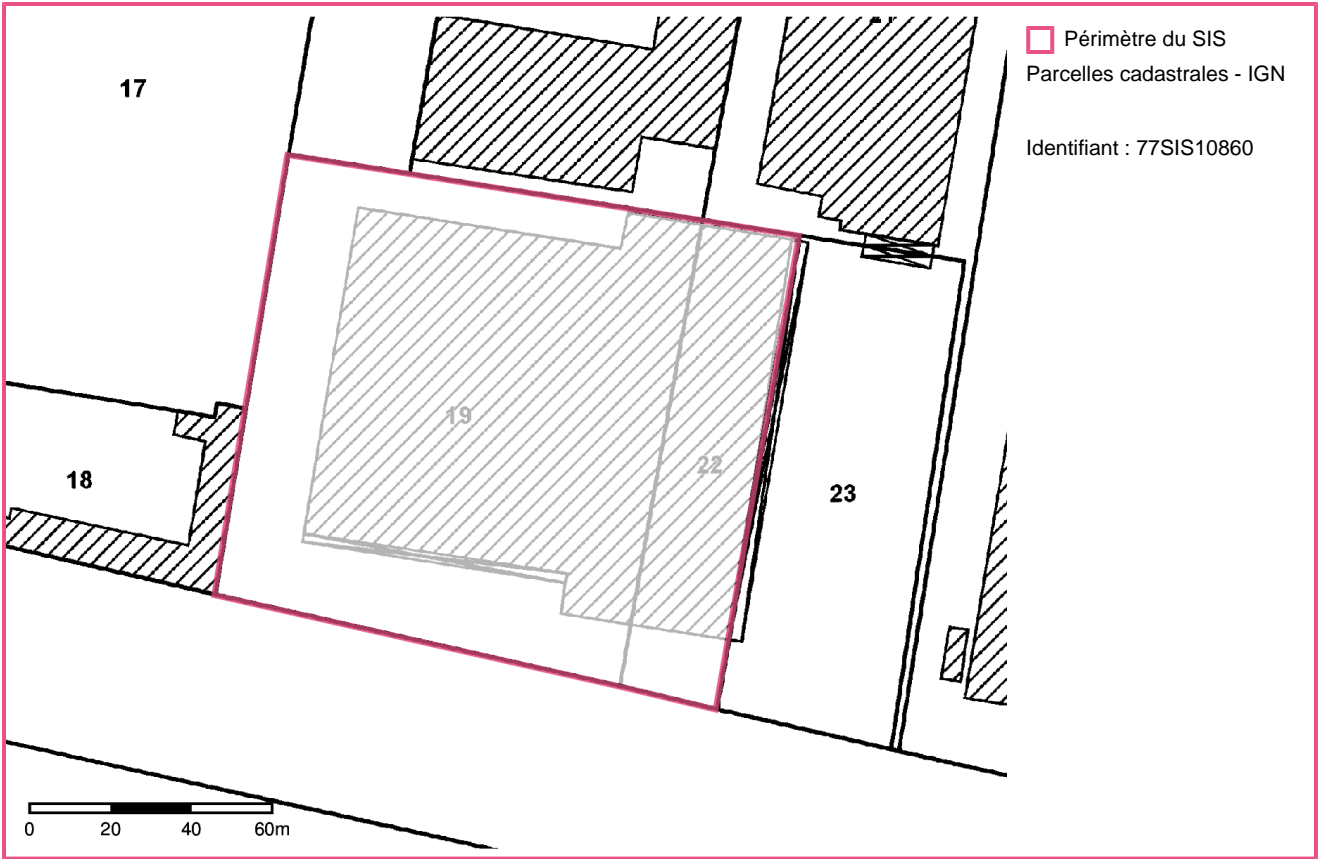 Périmètre du SIS
Parcelles cadastrales - IGN
Identifiant : 77SIS10860
17
19
22
18
23
0 20 40 60m